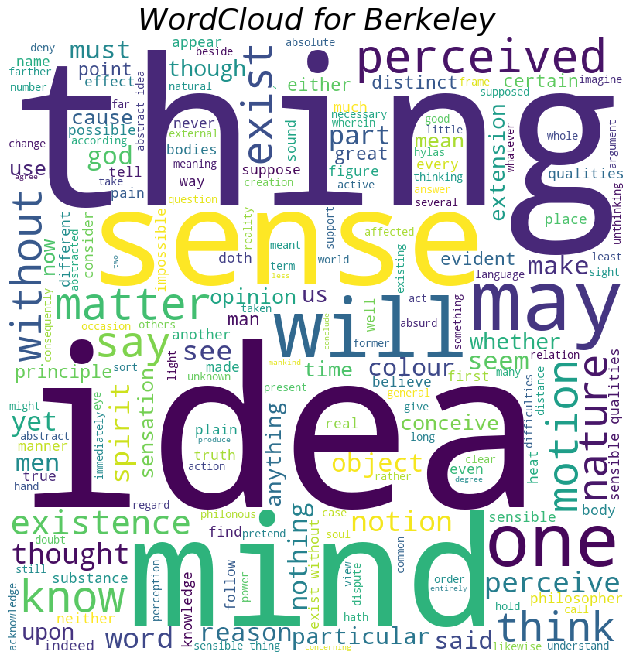 WordCloud for Berkeley
deny
appear
beside
absolute
perceived
imagine
name
must
farther
point
though
effect
number
natural
abstract idea
thing
exist
external
either
distinct
certain
frame
supposed
change
cause
far
possible
according
use
god
tell
take
agree
never
bodies
meaning
way
pain
question
sound
suppose
creation
part
great
figure
active
necessary
wherein
much
mean
every
thinking
answer
good
little
hylas
several
extension
whatever
whole
qualities
argument
unthinking
without
now
different
abstracted
consider
two
impossible
sense
doth
reality
term
meant
less
support
affected
world
existing
evident
place
language
make
least
sight
consequently
matter
occasion
others
opinion
taken
us
man
another
will
conclude
former
well
act
absurd
something
may
whether
relation
say
principle
sort
might
yet
abstract
manner
men
true
hand
immediately
eye
spirit
sensation
light
see
made
unknown
idea
mankind
time
present
colour
believe
general
give
seem
first
many
conceive
plain
produce
truth
action
regard
anything
real
long
object
rather
clear
even
degree
heat
difficulties
distance
motion
nature
sensible qualities
existence
doubt
thought
still
substance
know
acknowledge
neither
upon
indeed
mind
philonous
find
pretend
perception
follow
power
knowledge
word
reason
sensible thing
soul
case
nothing
exist without
concerning
notion
view
dispute
hath
common
order
entirely
particular
said
sensible
body
one
perceive
philosopher
hold
call
think
likewise
understand